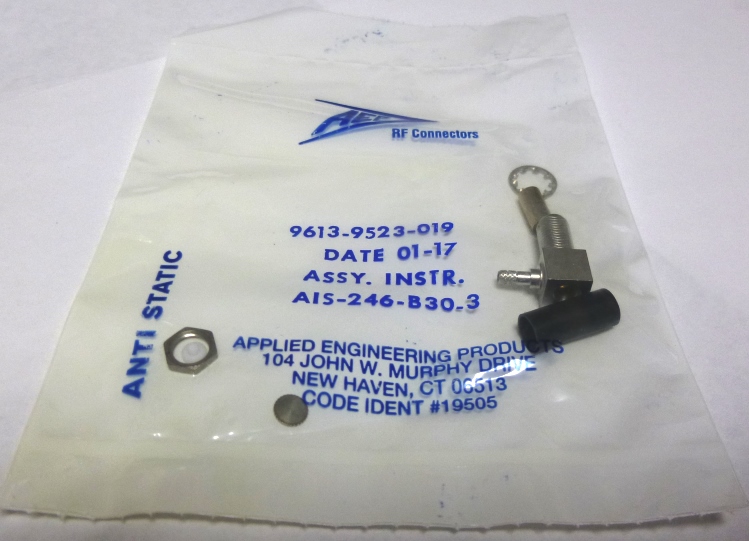 AEP
RF Connectors
9613-9523-019
DATE 01-17
ASSY. INSTR.
AIS-246-B30.3
ANTI STATIC
APPLIED ENGINEERING PRODUCTS
104 JOHN W. MURPHY DRIVE
NEW HAVEN, CT 06513
CODE IDENT #19505